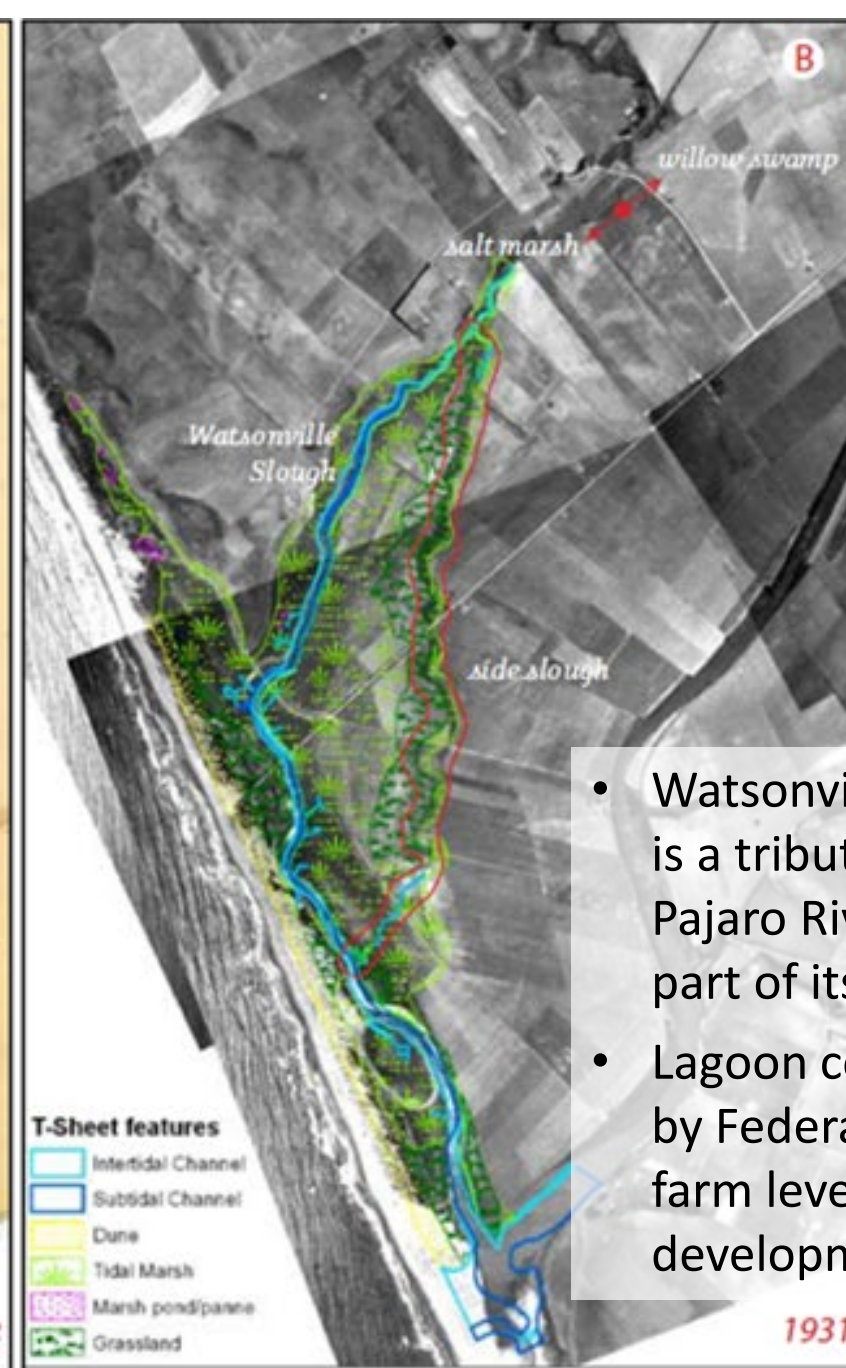 B
willow swamp
salt marsh
Watsonville
Slough
side slough
• Watsonvi
is a tribut
Pajaro Riv
part of its
• Lagoon co
by Federa
farm leve
developm
T-Sheet features
Intertidal Channel
Subtidal Channel
Dune
Tidal Marsh
Marsh pond/panne
Grassland
1931